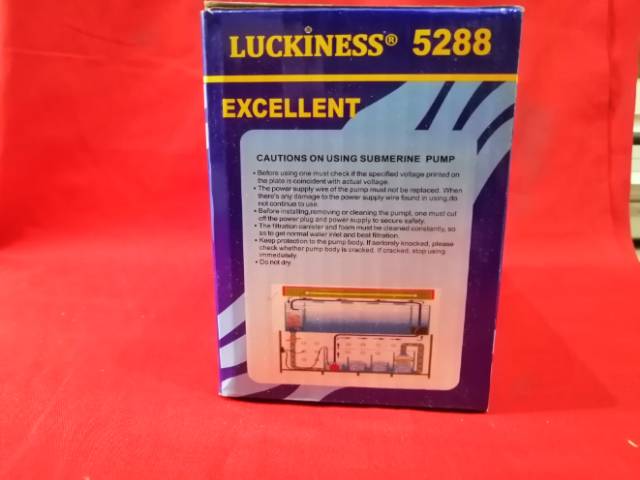 LUCKINESS® 5288
EXCELLENT
CAUTIONS ON USING SUBMERINE PUMP
• Before using one must check if the specified voltage printed on
the plate is coincident with actual voltage.
• The power supply wire of the pump must not be replaced. When
there's any damage to the power supply wire found in using,do
not continue to use.
• Before installing,removing or cleaning the pumpl, one must cut
off the power plug and power supply to secure safety.
• The filtration canister and foam must be cleaned constantly, so
as to get normal water inlet and beat filtration.
• Keep protection to the pump body. If seriously knocked, please
check whether pump body is cracked. If cracked, stop using
immediately.
• Do not dry